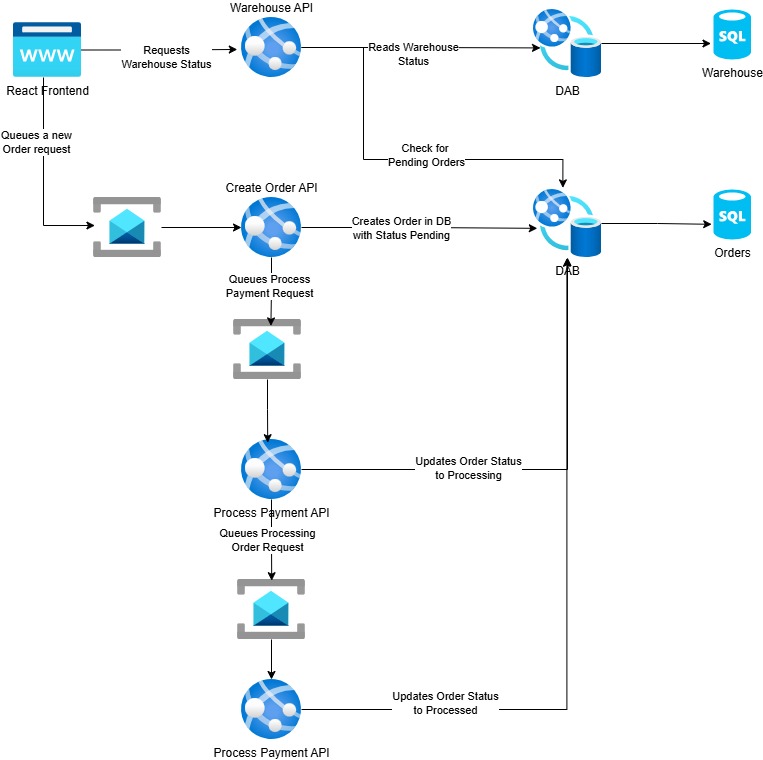 Warehouse API
WWW
Requests
Warehouse Status
Reads Warehouse
Status
SQL
React Frontend
DAB
Warehouse
Queues a new
Order request
Check for
Pending Orders
Create Order API
Creates Order in DB
with Status Pending
SQL
Orders
DAB
Queues Process
Payment Request
Updates Order Status
to Processing
Process Payment API
Queues Processing
Order Request
Updates Order Status
to Processed
Process Payment API